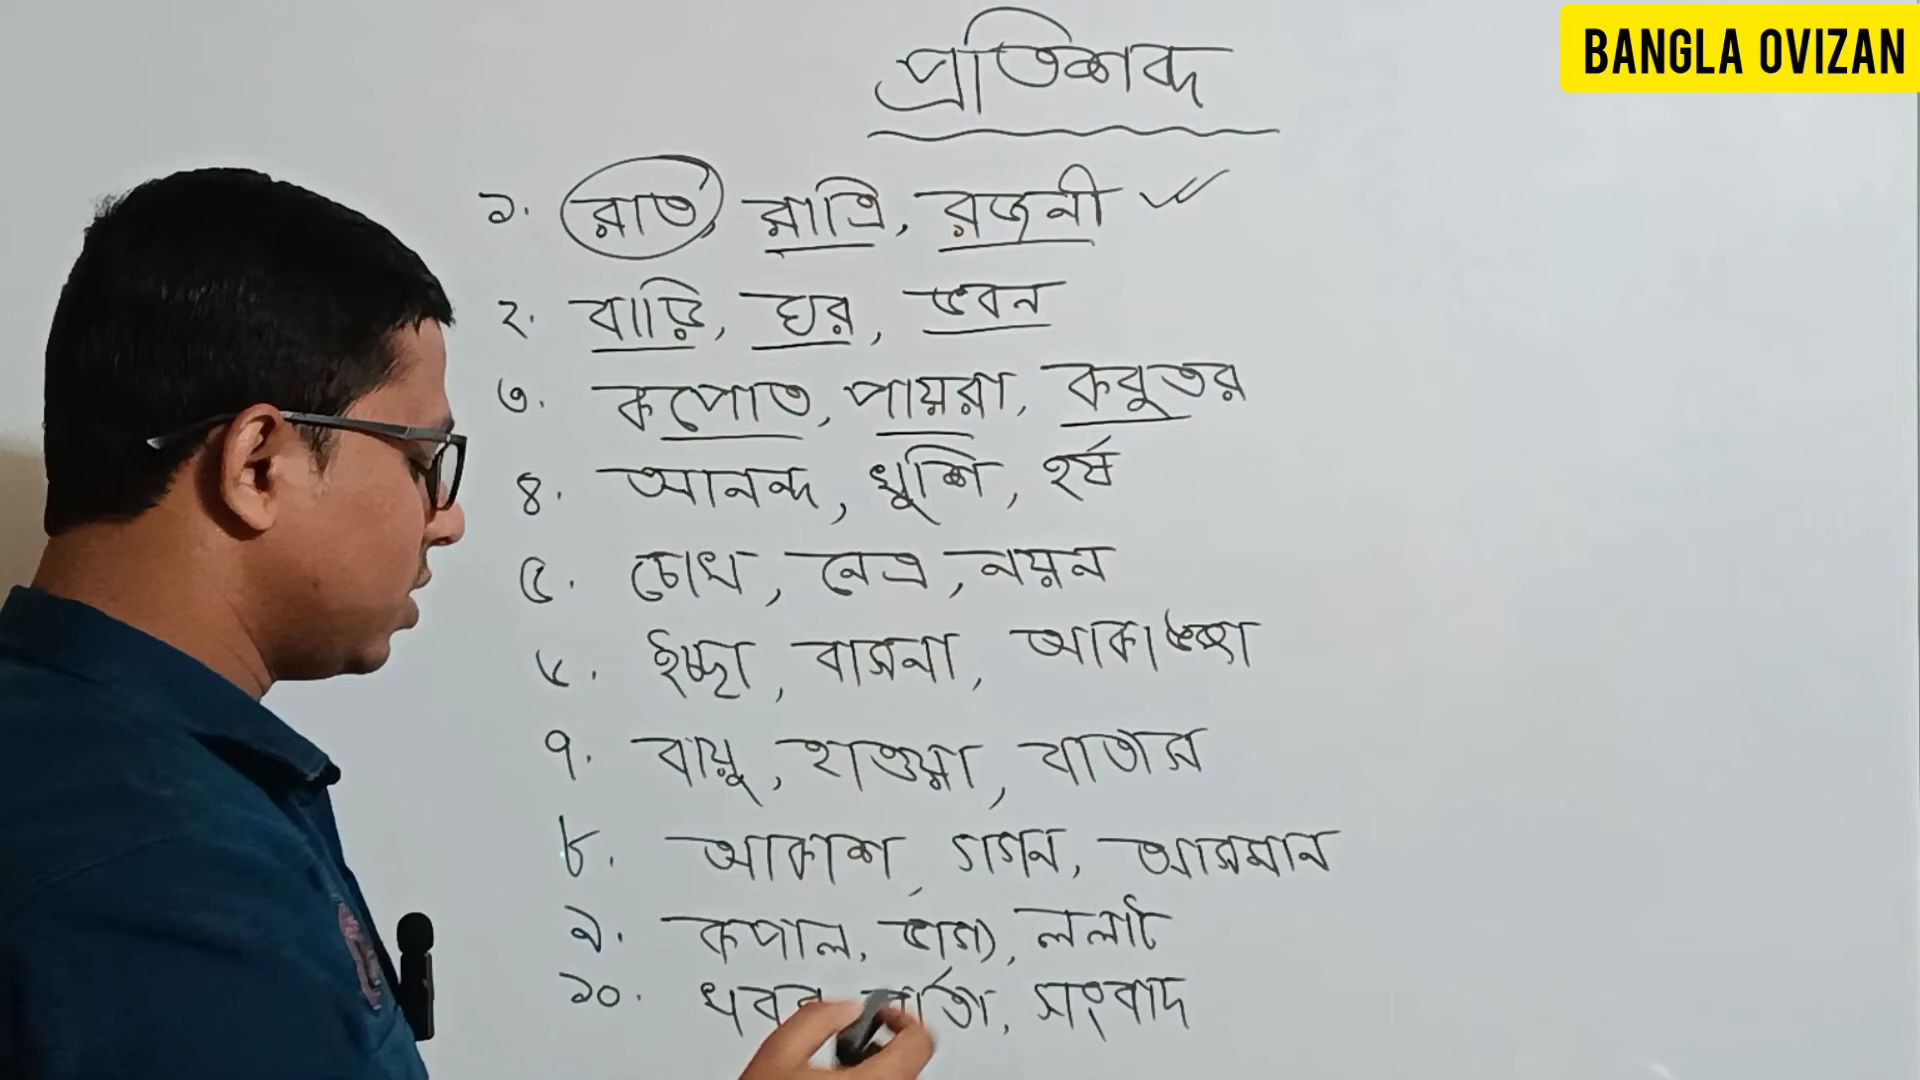 BANGLA OVIZAN
প্রতিশব্দ
১. রাত, রাত্রি, রজনী
২. বাড়ি, ঘর, ভবন
৩. কপোত, পায়রা, কবুতর
৪. আনন্দ, খুশি, হর্ষ
৫. চোখ, নেত্র, নয়ন
৬. ইচ্ছা, বাসনা, আকাঙ্ক্ষা
৭. বায়ু, হাওয়া, বাতাস
৮. আকাশ, গগন, আসমান
৯. কপাল, ভাগ্য, ললাট
১০. খবর, বার্তা, সংবাদ